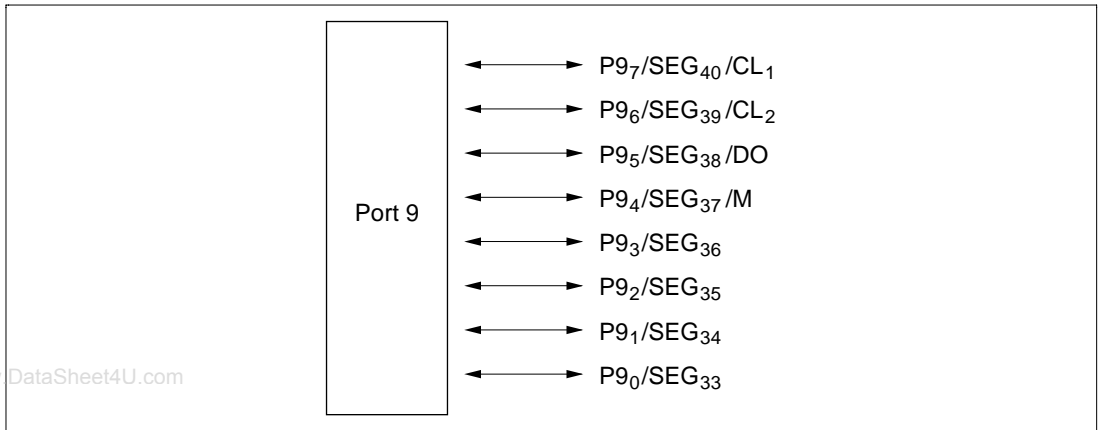 P9₇/SEG₄₀/CL₁
P9₆/SEG₃₉/CL₂
P9₅/SEG₃₈/DO
P9₄/SEG₃₇/M
Port 9
P9₃/SEG₃₆
P9₂/SEG₃₅
P9₁/SEG₃₄
P9₀/SEG₃₃
.DataSheet4U.com